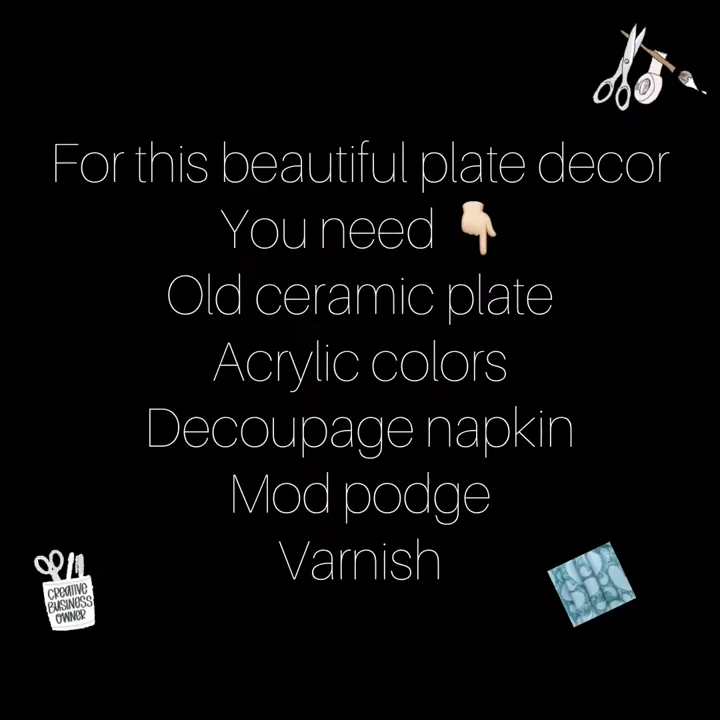 For this beautiful plate decor
You need 👇🏻
Old ceramic plate
Acrylic colors
Decoupage napkin
Mod podge
Varnish
CREATIVE
BUSINESS
OWNER